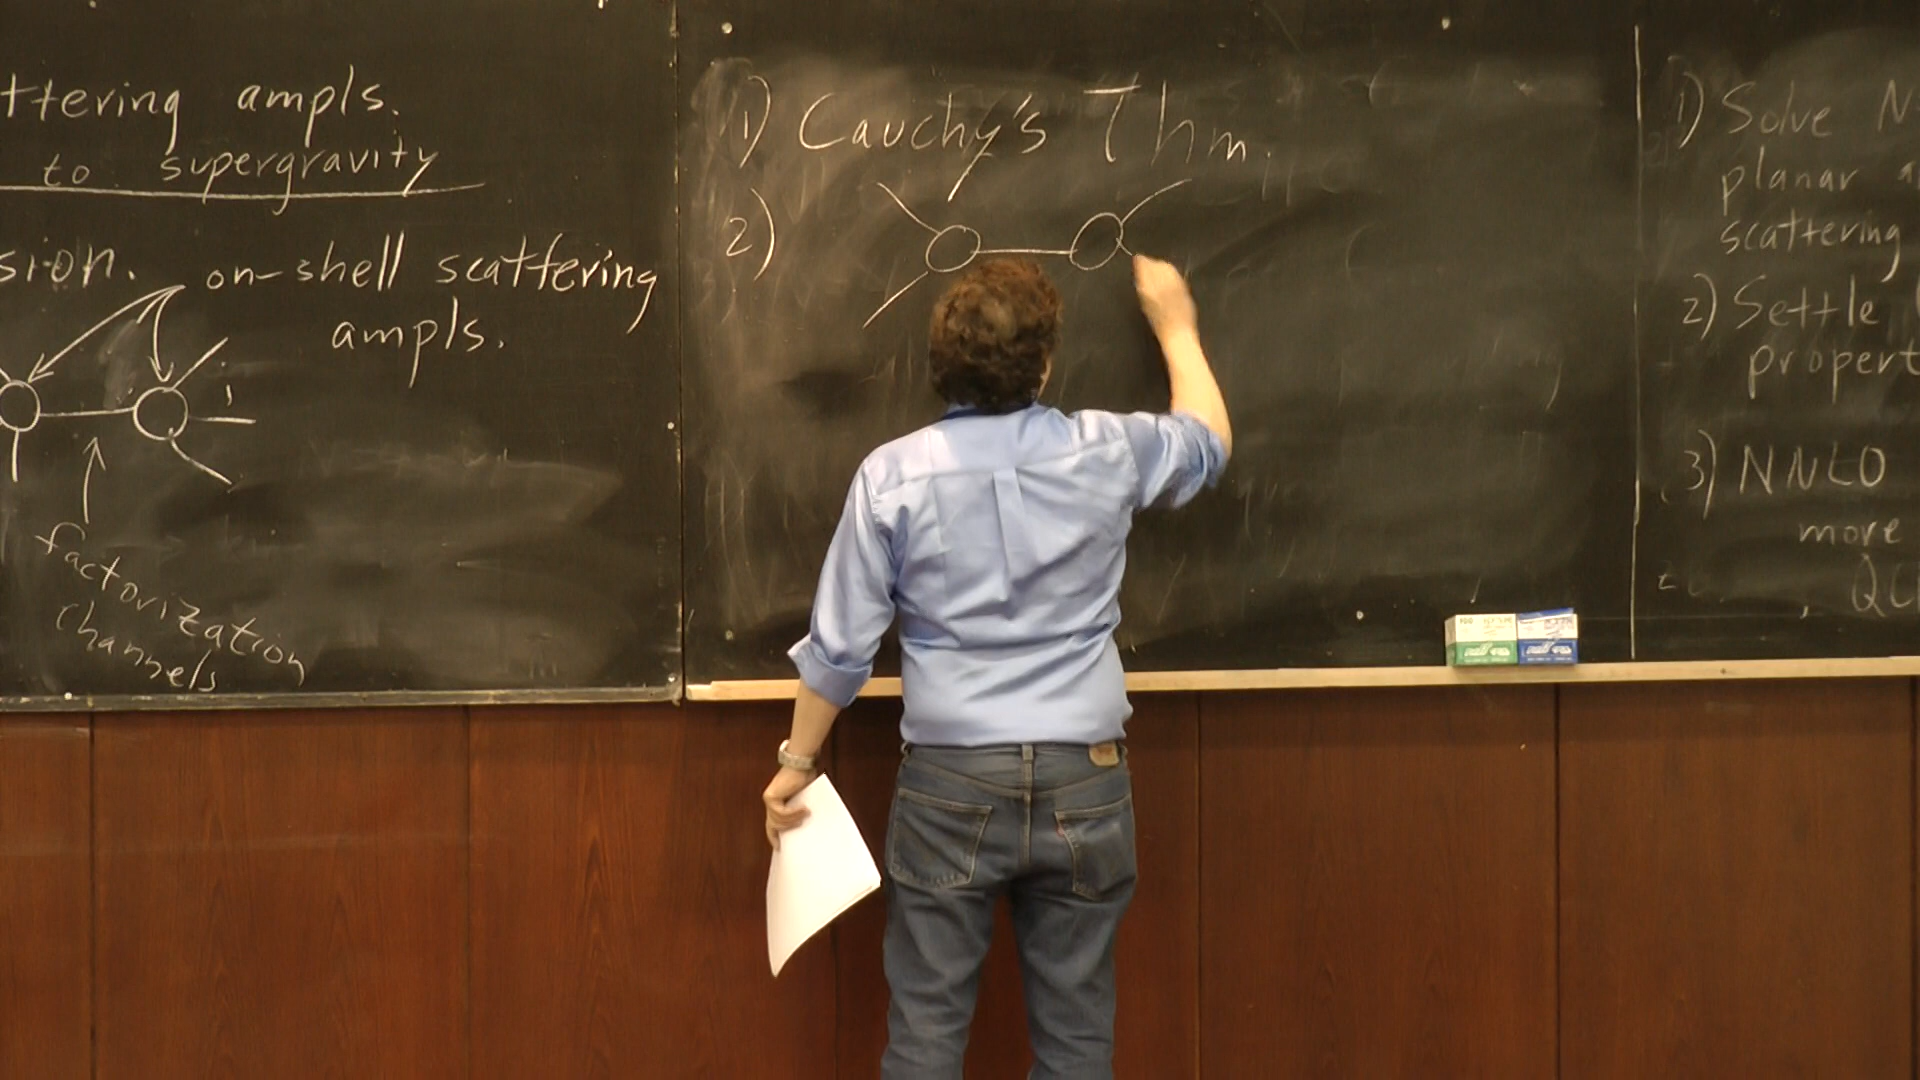 ttering ampls.
to supergravity
sion.
on-shell scattering
ampls.
factorization
channels
1) Cauchy's Thm.
2)
1) Solve N
planar a
scattering
2) Settle
propert
3) NNLO
more
QC